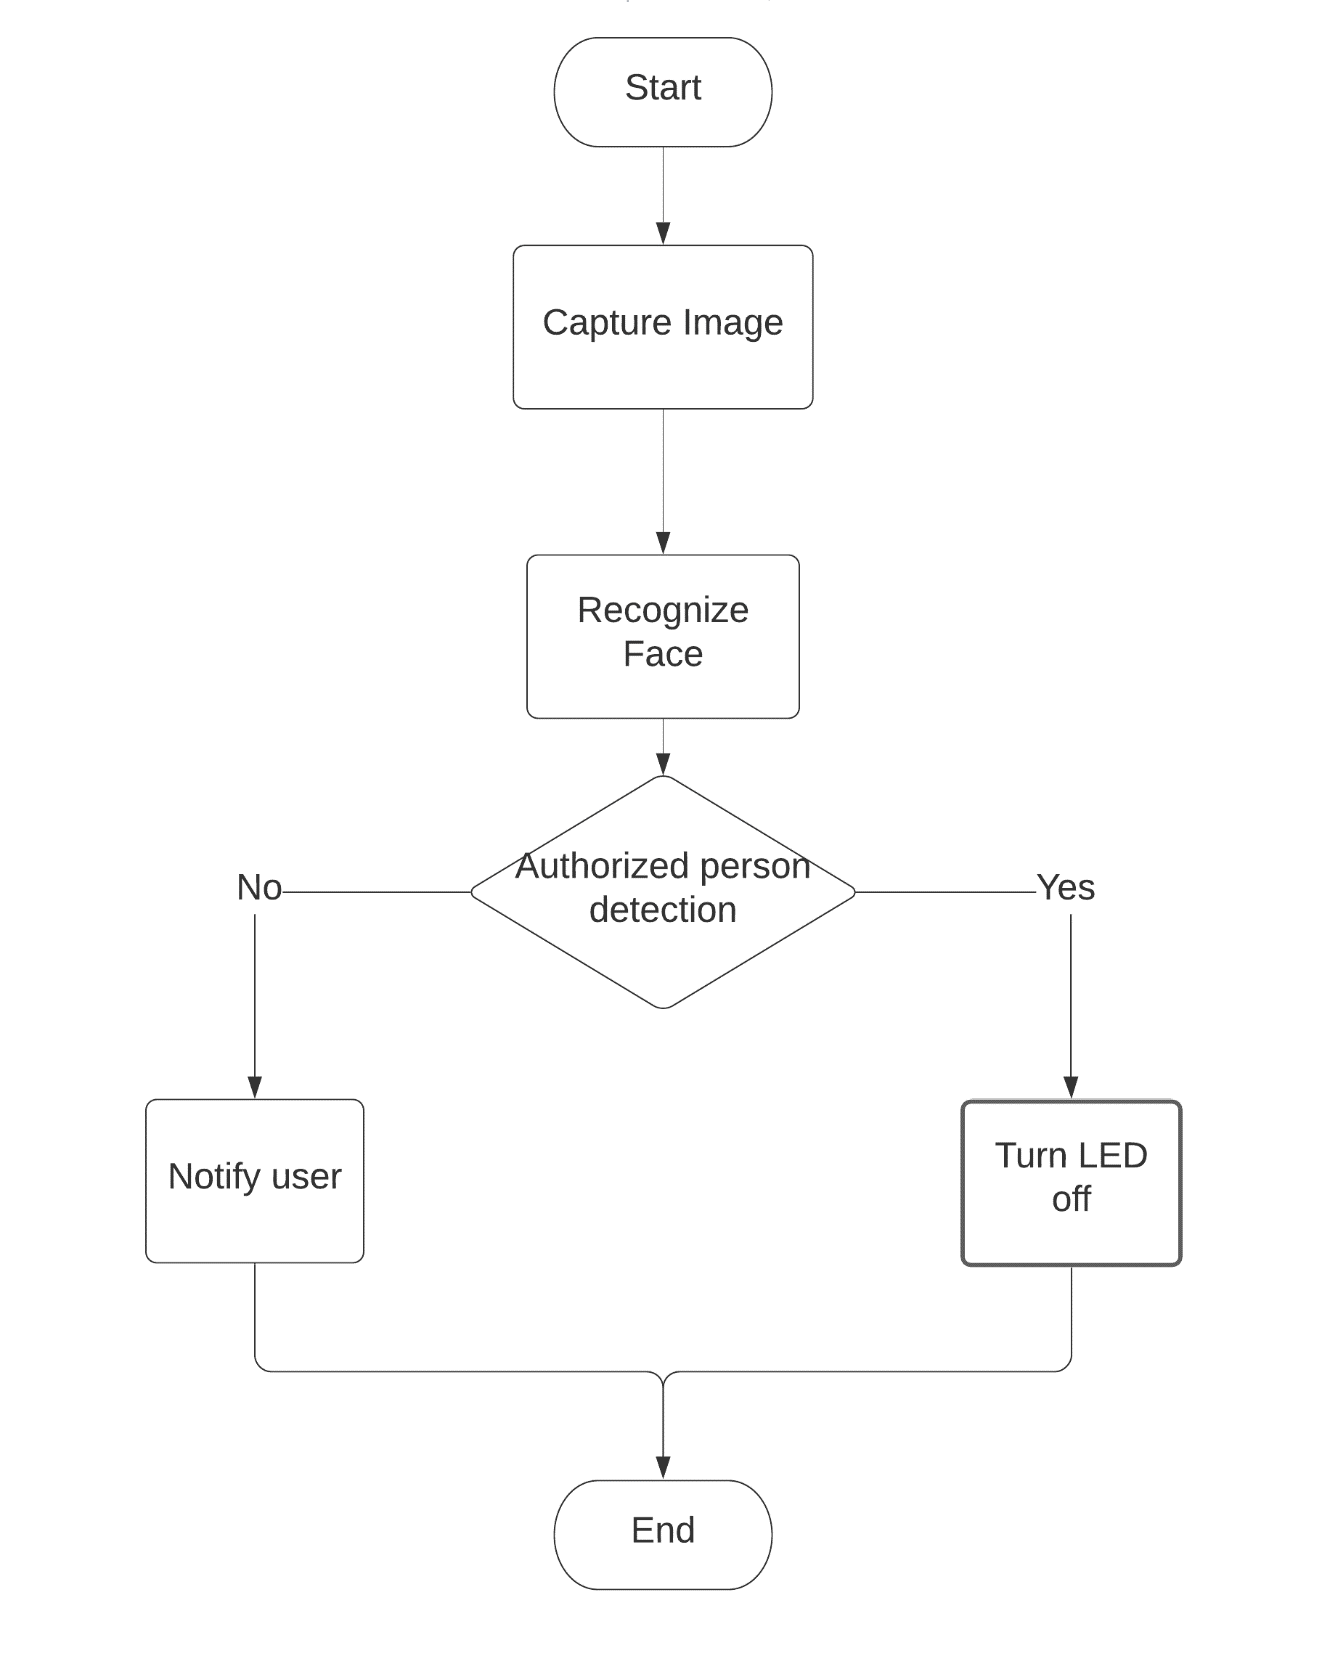 Start
Capture Image
Recognize
Face
Authorized person
detection
No
Yes
Notify user
Turn LED
off
End